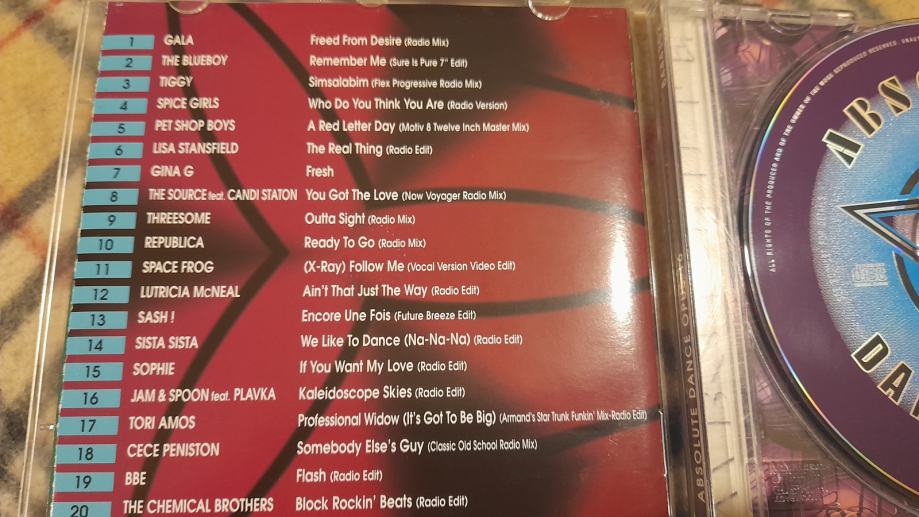 1 GALA Freed From Desire (Radio Mix)
2 THE BLUEBOY Remember Me (Sure Is Pure 7" Edit)
3 TIGGY Simsalabim (Flex Progressive Radio Mix)
4 SPICE GIRLS Who Do You Think You Are (Radio Version)
5 PET SHOP BOYS A Red Letter Day (Motiv 8 Twelve Inch Master Mix)
6 LISA STANSFIELD The Real Thing (Radio Edit)
7 GINA G Fresh
8 THE SOURCE feat. CANDI STATON You Got The Love (Now Voyager Radio Mix)
9 THREESOME Outta Sight (Radio Mix)
10 REPUBLICA Ready To Go (Radio Mix)
11 SPACE FROG (X-Ray) Follow Me (Vocal Version Video Edit)
12 LUTRICIA McNEAL Ain't That Just The Way (Radio Edit)
13 SASH! Encore Une Fois (Future Breeze Edit)
14 SISTA SISTA We Like To Dance (Na-Na-Na) (Radio Edit)
15 SOPHIE If You Want My Love (Radio Edit)
16 JAM & SPOON feat. PLAVKA Kaleidoscope Skies (Radio Edit)
17 TORI AMOS Professional Widow (It's Got To Be Big) (Armand's Star Trunk Funkin' Mix-Radio Edit)
18 CECE PENISTON Somebody Else's Guy (Classic Old School Radio Mix)
19 BBE Flash (Radio Edit)
20 THE CHEMICAL BROTHERS Block Rockin' Beats (Radio Edit)
ABSOLUTE DANCE OPUS
ALL RIGHTS OF THE PRODUCER AND OF THE OWNER OF THE WORK REPRODUCED RESERVED.
ABS
DA